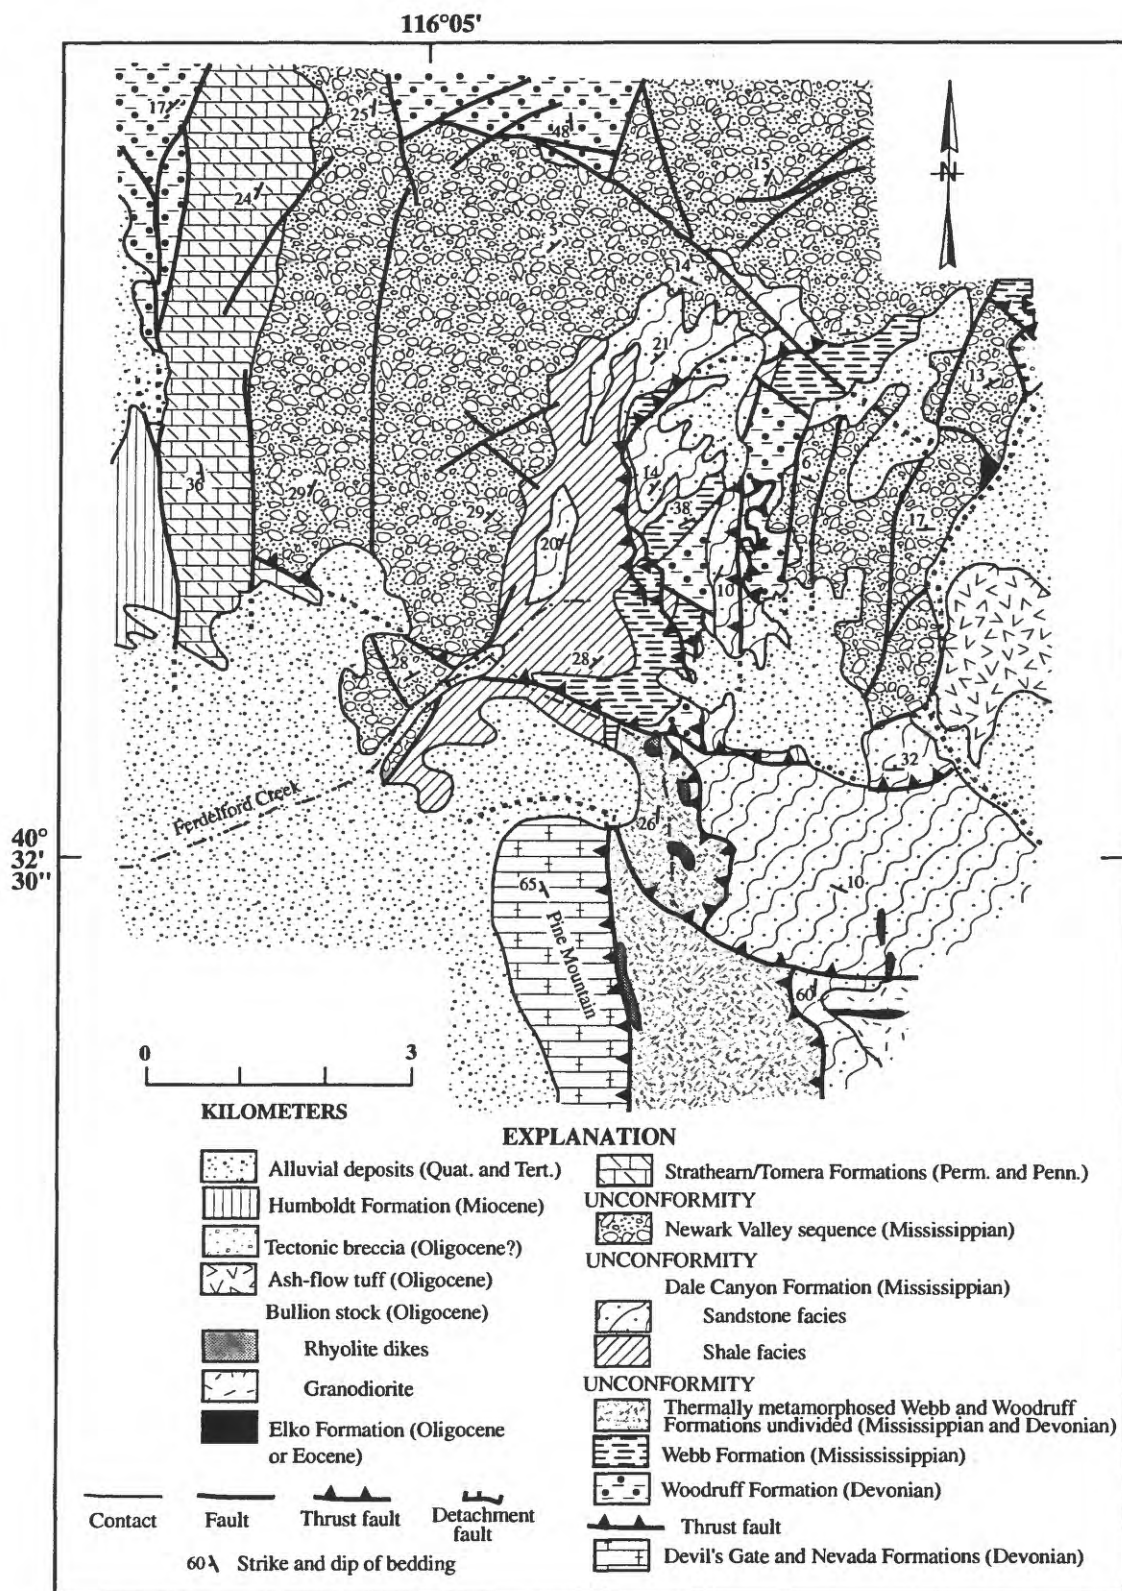 116°05'
17
25
48
15
24
5
14
21
13
36
29
29
14
38
6
17
20
10
28
28
32
Ferdelford Creek
40°
32'
30"
26
65
10
Pine Mountain
60
N
0 3
KILOMETERS
EXPLANATION
Alluvial deposits (Quat. and Tert.)
Humboldt Formation (Miocene)
Tectonic breccia (Oligocene?)
Ash-flow tuff (Oligocene)
Bullion stock (Oligocene)
Rhyolite dikes
Granodiorite
Elko Formation (Oligocene
or Eocene)
Strathearn/Tomera Formations (Perm. and Penn.)
UNCONFORMITY
Newark Valley sequence (Mississippian)
UNCONFORMITY
Dale Canyon Formation (Mississippian)
Sandstone facies
Shale facies
UNCONFORMITY
Thermally metamorphosed Webb and Woodruff
Formations undivided (Mississippian and Devonian)
Webb Formation (Missississippian)
Woodruff Formation (Devonian)
Thrust fault
Devil's Gate and Nevada Formations (Devonian)
Contact
Fault
Thrust fault
Detachment
fault
60 Strike and dip of bedding